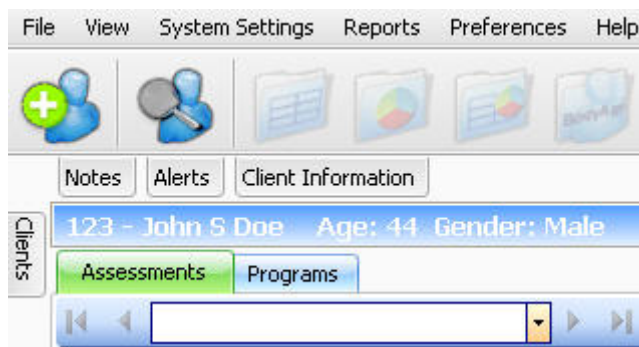 File View System Settings Reports Preferences Help
Notes Alerts Client Information
Clients
123 - John S Doe Age: 44 Gender: Male
Assessments Programs